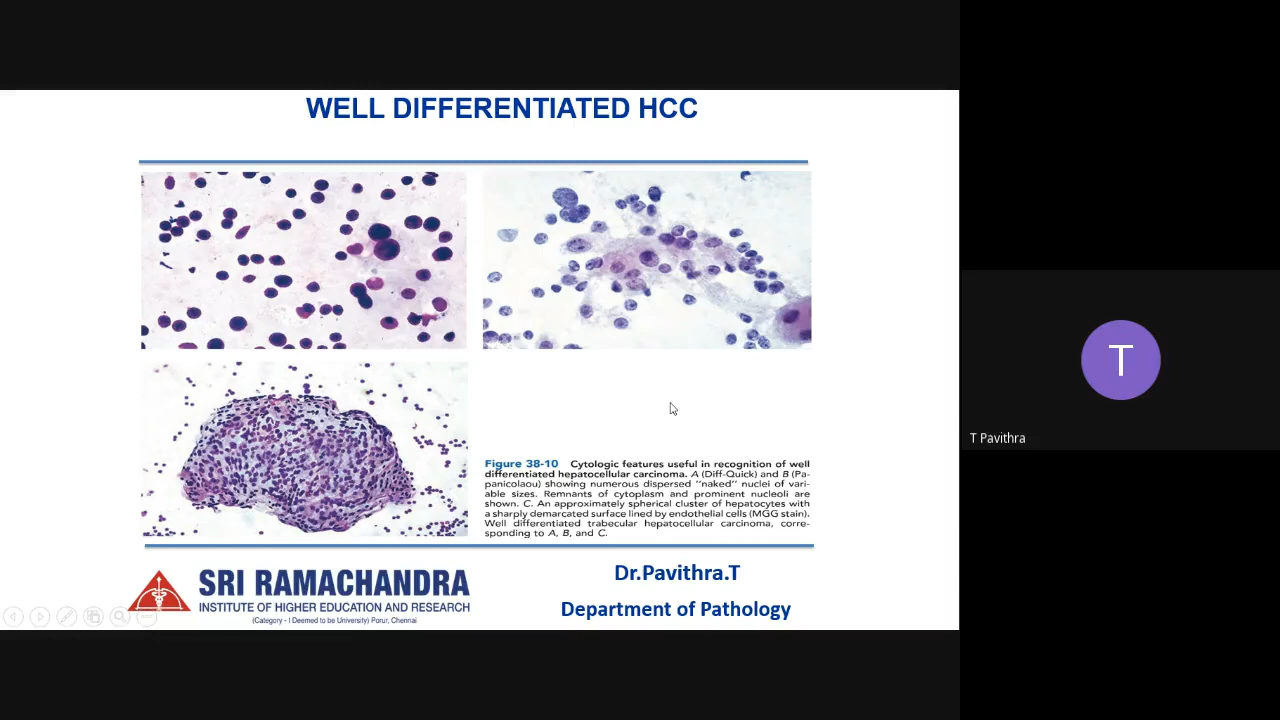 WELL DIFFERENTIATED HCC
Figure 38-10 Cytologic features useful in recognition of well
differentiated hepatocellular carcinoma. A (Diff-Quick) and B (Pa-
panicolaou) showing numerous dispersed "naked" nuclei of vari-
able sizes. Remnants of cytoplasm and prominent nucleoli are
shown. C. An approximately spherical cluster of hepatocytes with
a sharply demarcated surface lined by endothelial cells (MGG stain).
Well differentiated trabecular hepatocellular carcinoma, corre-
sponding to A, B, and C.
SRI RAMACHANDRA
INSTITUTE OF HIGHER EDUCATION AND RESEARCH
(Category - I Deemed to be University) Porur, Chennai
Dr.Pavithra.T
Department of Pathology
T
T Pavithra